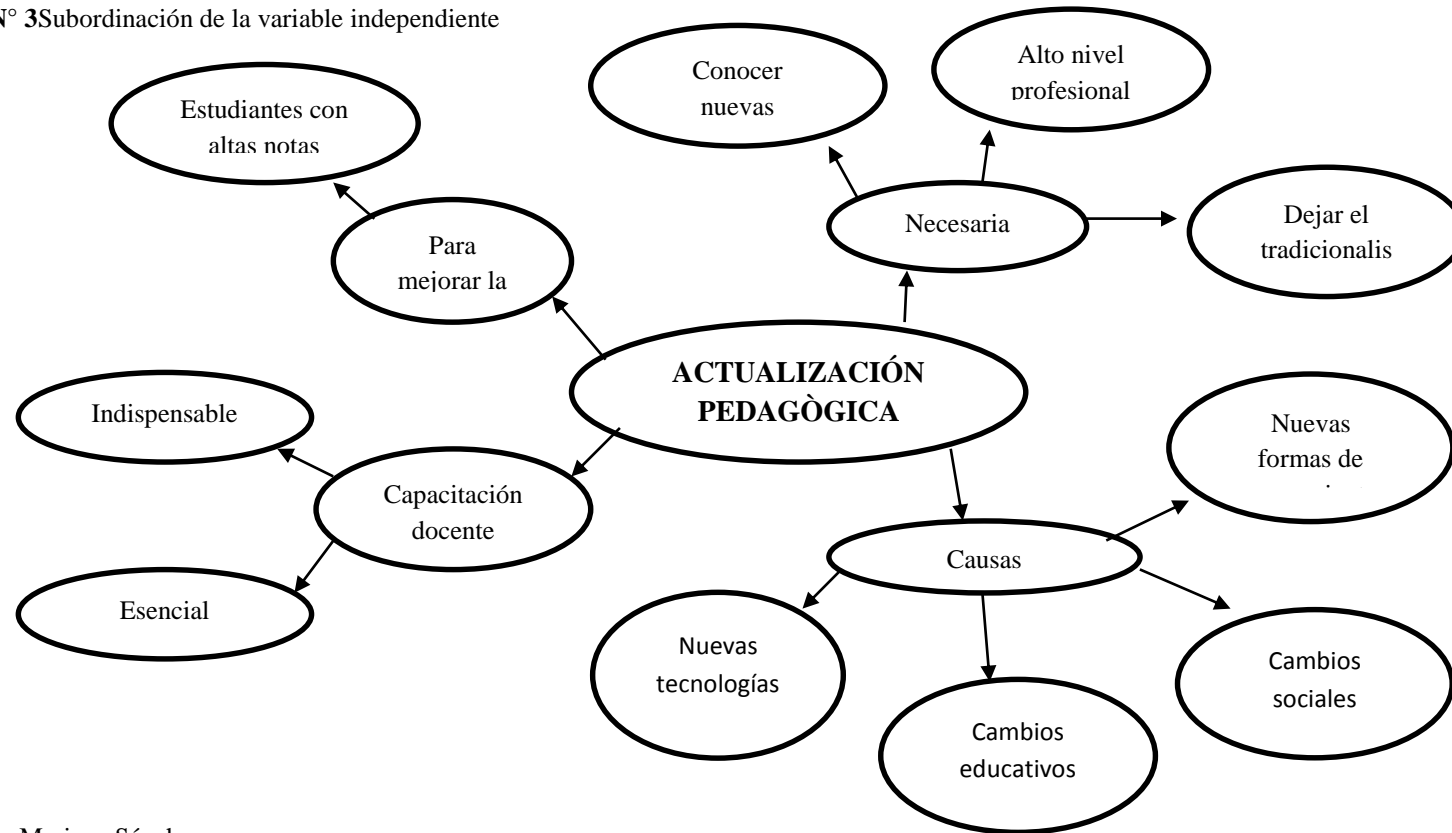 N° 3Subordinación de la variable independiente
Alto nivel
profesional
Conocer
nuevas
Estudiantes con
altas notas
Necesaria
Dejar el
tradicionalis
Para
mejorar la
ACTUALIZACIÓN
PEDAGÒGICA
Indispensable
Nuevas
formas de
Capacitación
docente
Causas
Esencial
Nuevas
tecnologías
Cambios
sociales
Cambios
educativos